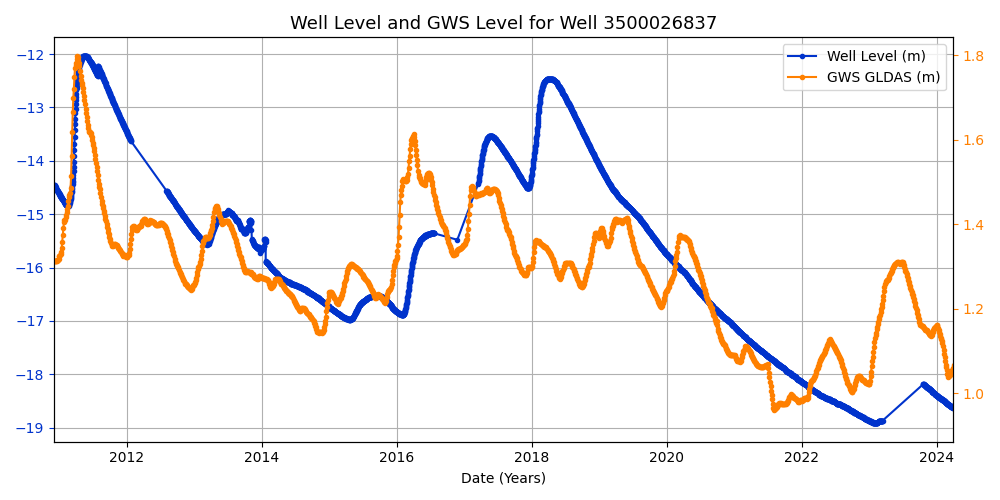 Well Level and GWS Level for Well 3500026837
Well Level (m)
GWS GLDAS (m)
−12
−13
−14
−15
−16
−17
−18
−19
1.8
1.6
1.4
1.2
1.0
2012 2014 2016 2018 2020 2022 2024
Date (Years)